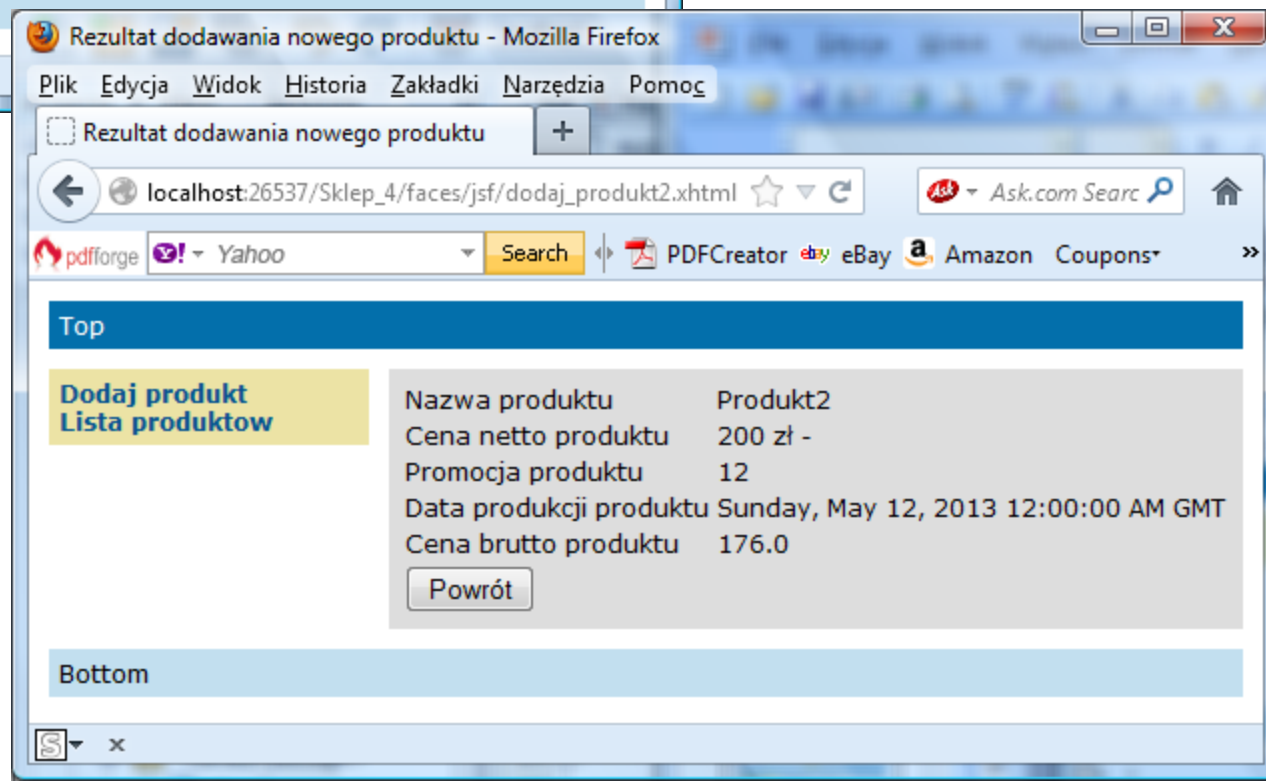 Rezultat dodawania nowego produktu - Mozilla Firefox
Plik Edycja Widok Historia Zakładki Narzędzia Pomoc
Rezultat dodawania nowego produktu +
localhost:26537/Sklep_4/faces/jsf/dodaj_produkt2.xhtml Ask Ask.com Searc
pdfforge Y! Yahoo Search PDFCreator ebay eBay a Amazon Coupons »
Top
Dodaj produkt
Lista produktow
Nazwa produktu Produkt2
Cena netto produktu 200 zł -
Promocja produktu 12
Data produkcji produktu Sunday, May 12, 2013 12:00:00 AM GMT
Cena brutto produktu 176.0
Powrót
Bottom
S x